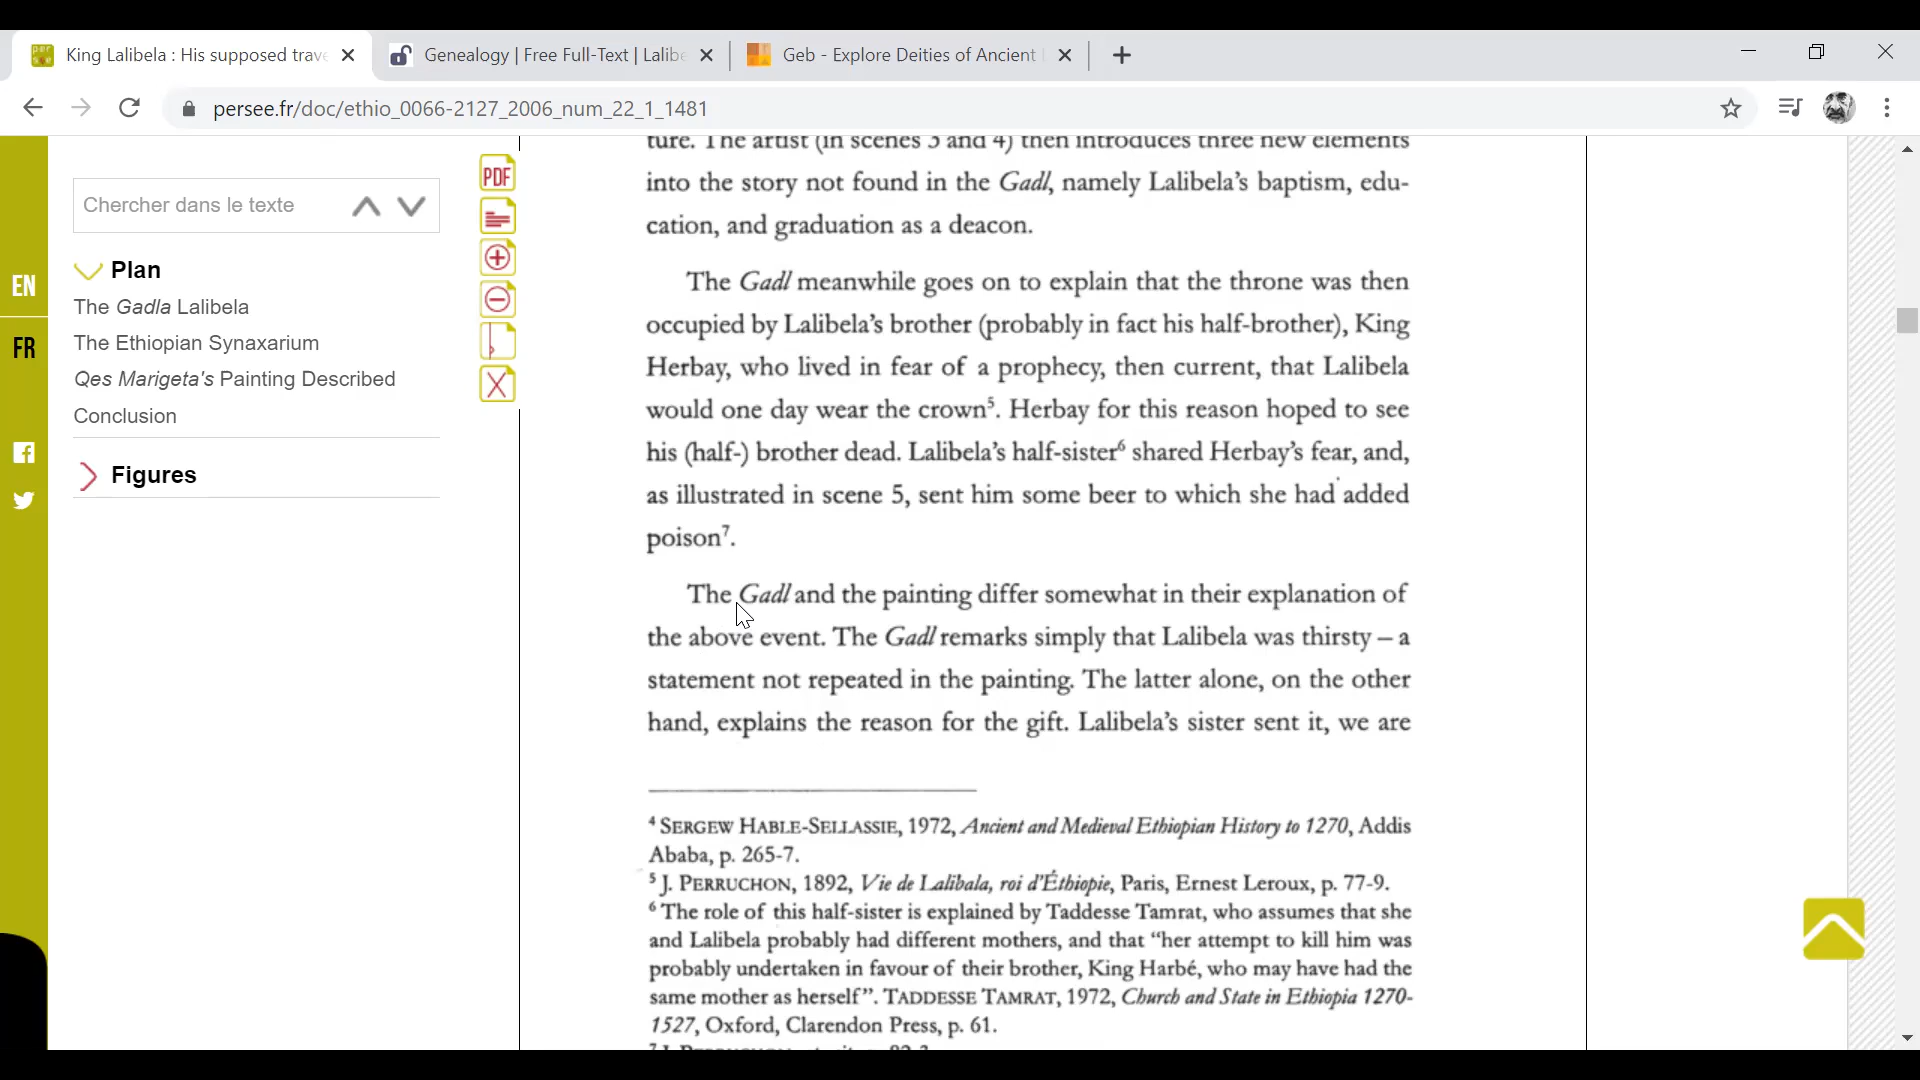 King Lalibela : His supposed trave
Genealogy | Free Full-Text | Lalibe
Geb - Explore Deities of Ancient
persee.fr/doc/ethio_0066-2127_2006_num_22_1_1481
EN
FR
Chercher dans le texte
Plan
The Gadla Lalibela
The Ethiopian Synaxarium
Qes Marigeta's Painting Described
Conclusion
Figures
PDF
ture. The artist (in scenes 3 and 4) then introduces three new elements
into the story not found in the Gadl, namely Lalibela's baptism, edu-
cation, and graduation as a deacon.
The Gadl meanwhile goes on to explain that the throne was then
occupied by Lalibela's brother (probably in fact his half-brother), King
Herbay, who lived in fear of a prophecy, then current, that Lalibela
would one day wear the crown⁵. Herbay for this reason hoped to see
his (half-) brother dead. Lalibela's half-sister⁶ shared Herbay's fear, and,
as illustrated in scene 5, sent him some beer to which she had added
poison⁷.
The Gadl and the painting differ somewhat in their explanation of
the above event. The Gadl remarks simply that Lalibela was thirsty – a
statement not repeated in the painting. The latter alone, on the other
hand, explains the reason for the gift. Lalibela's sister sent it, we are
⁴ SERGEW HABLE-SELLASSIE, 1972, Ancient and Medieval Ethiopian History to 1270, Addis
Ababa, p. 265-7.
⁵ J. PERRUCHON, 1892, Vie de Lalibala, roi d'Éthiopie, Paris, Ernest Leroux, p. 77-9.
⁶ The role of this half-sister is explained by Taddesse Tamrat, who assumes that she
and Lalibela probably had different mothers, and that “her attempt to kill him was
probably undertaken in favour of their brother, King Harbé, who may have had the
same mother as herself”. TADDESSE TAMRAT, 1972, Church and State in Ethiopia 1270-
1527, Oxford, Clarendon Press, p. 61.